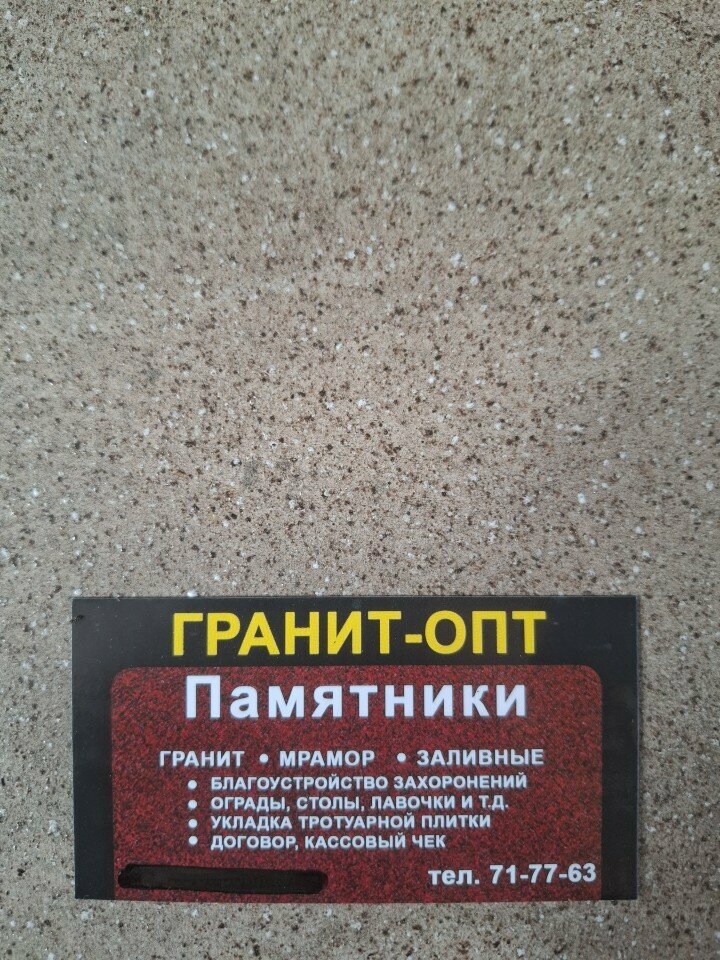 ГРАНИТ-ОПТ
Памятники
ГРАНИТ • МРАМОР • ЗАЛИВНЫЕ
• БЛАГОУСТРОЙСТВО ЗАХОРОНЕНИЙ
• ОГРАДЫ, СТОЛЫ, ЛАВОЧКИ И Т.Д.
• УКЛАДКА ТРОТУАРНОЙ ПЛИТКИ
• ДОГОВОР, КАССОВЫЙ ЧЕК
тел. 71-77-63